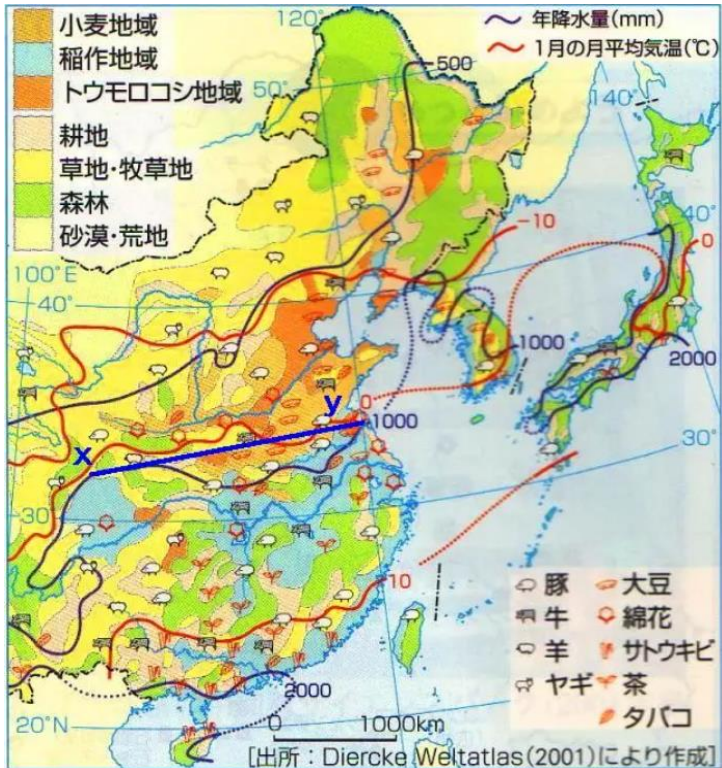 小麦地域
稲作地域
トウモロコシ地域
耕地
草地・牧草地
森林
砂漠・荒地
年降水量(mm)
1月の月平均気温(℃)
120°
500
50°
140°
40°
0
-10
100°E
40°
1000
2000
y
0
1000
x
30°
30
10
2000
20°N
0 1000km
豚
牛
羊
ヤギ
大豆
綿花
サトウキビ
茶
タバコ
[出所：Diercke Weltatlas(2001)により作成]